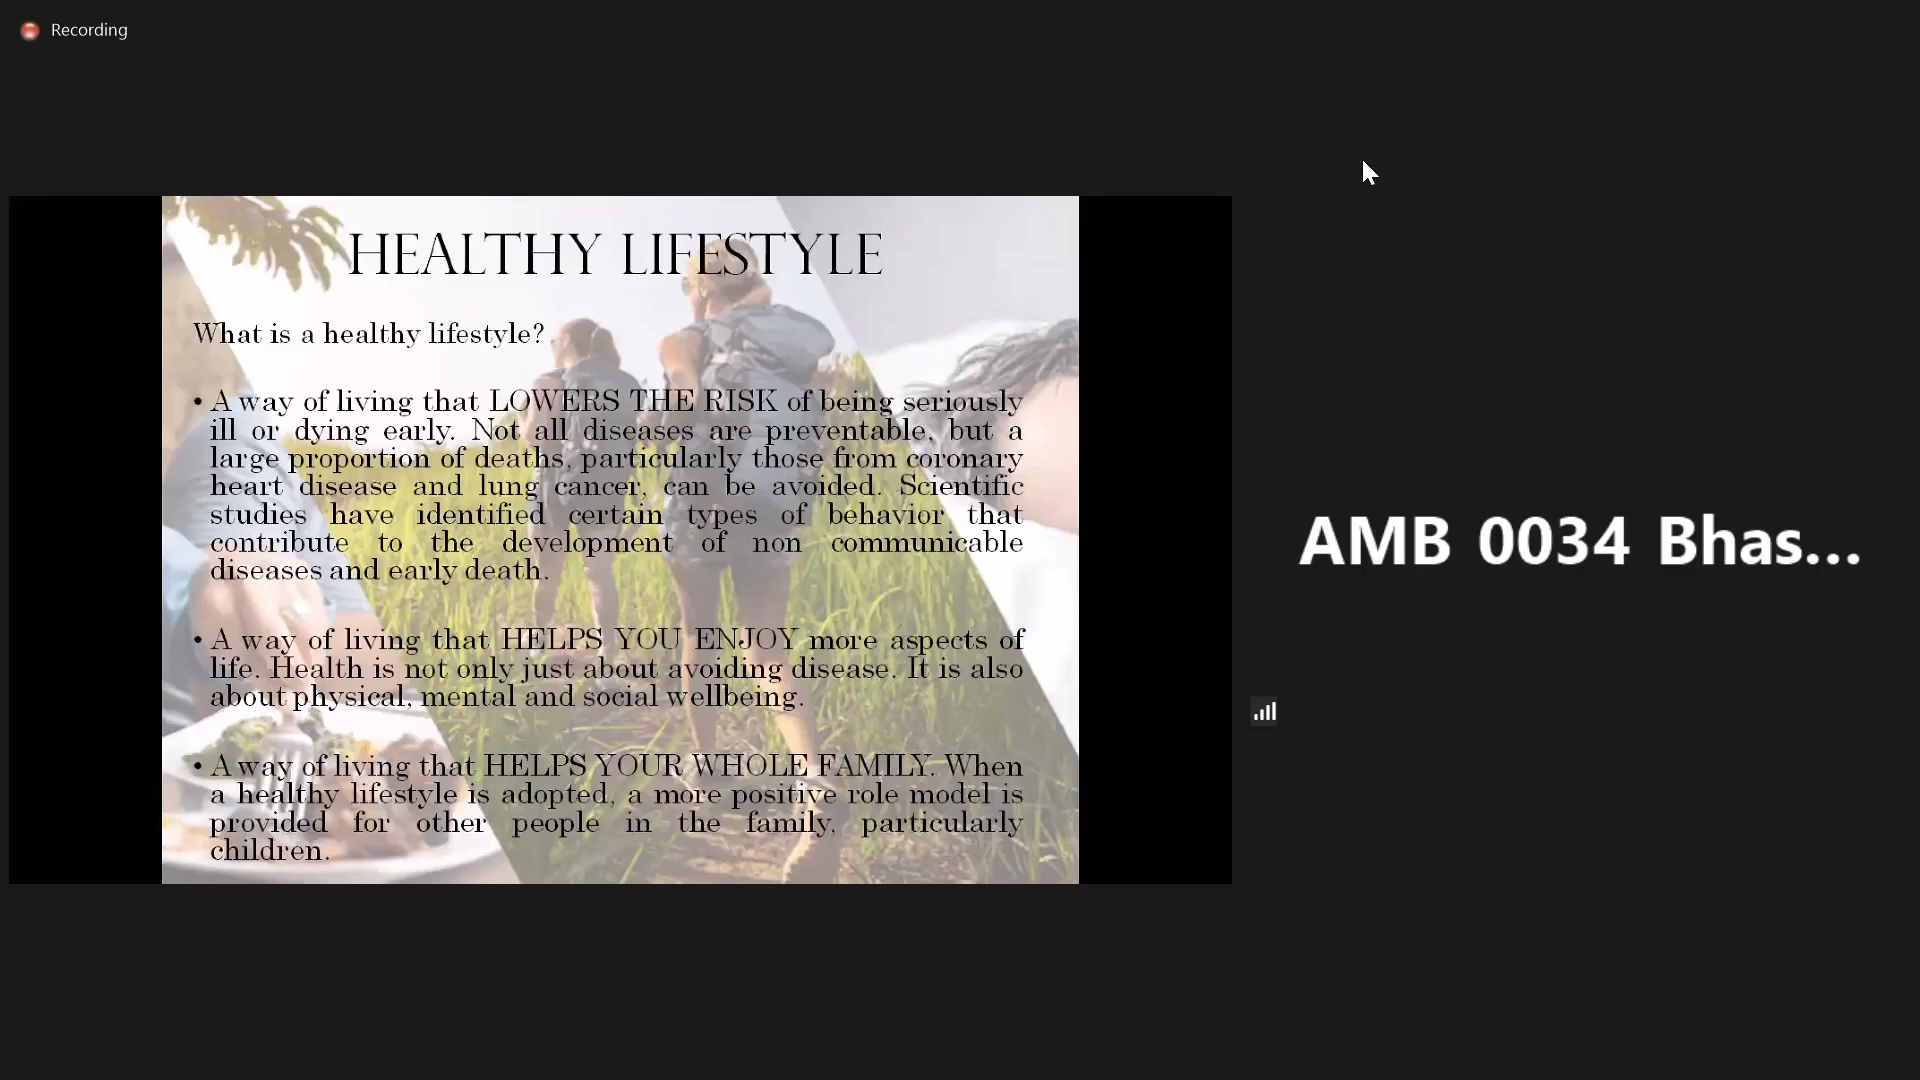 Recording
HEALTHY LIFESTYLE
What is a healthy lifestyle?
• A way of living that LOWERS THE RISK of being seriously
ill or dying early. Not all diseases are preventable, but a
large proportion of deaths, particularly those from coronary
heart disease and lung cancer, can be avoided. Scientific
studies have identified certain types of behavior that
contribute to the development of non communicable
diseases and early death.
• A way of living that HELPS YOU ENJOY more aspects of
life. Health is not only just about avoiding disease. It is also
about physical, mental and social wellbeing.
• A way of living that HELPS YOUR WHOLE FAMILY. When
a healthy lifestyle is adopted, a more positive role model is
provided for other people in the family, particularly
children.
AMB 0034 Bhas...